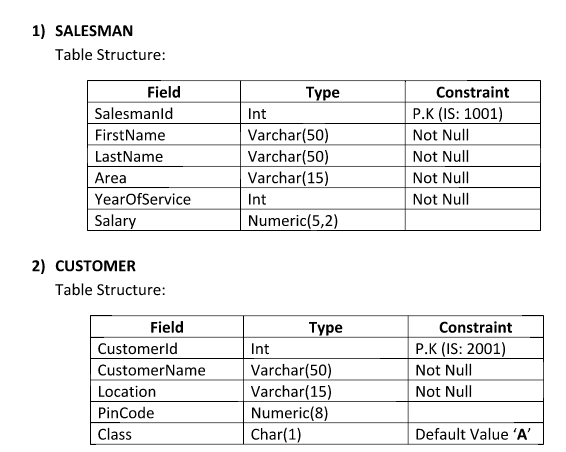 1) SALESMAN
Table Structure:
Field Type Constraint
SalesmanId Int P.K (IS: 1001)
FirstName Varchar(50) Not Null
LastName Varchar(50) Not Null
Area Varchar(15) Not Null
YearOfService Int Not Null
Salary Numeric(5,2)
2) CUSTOMER
Table Structure:
Field Type Constraint
CustomerId Int P.K (IS: 2001)
CustomerName Varchar(50) Not Null
Location Varchar(15) Not Null
PinCode Numeric(8)
Class Char(1) Default Value ‘A’